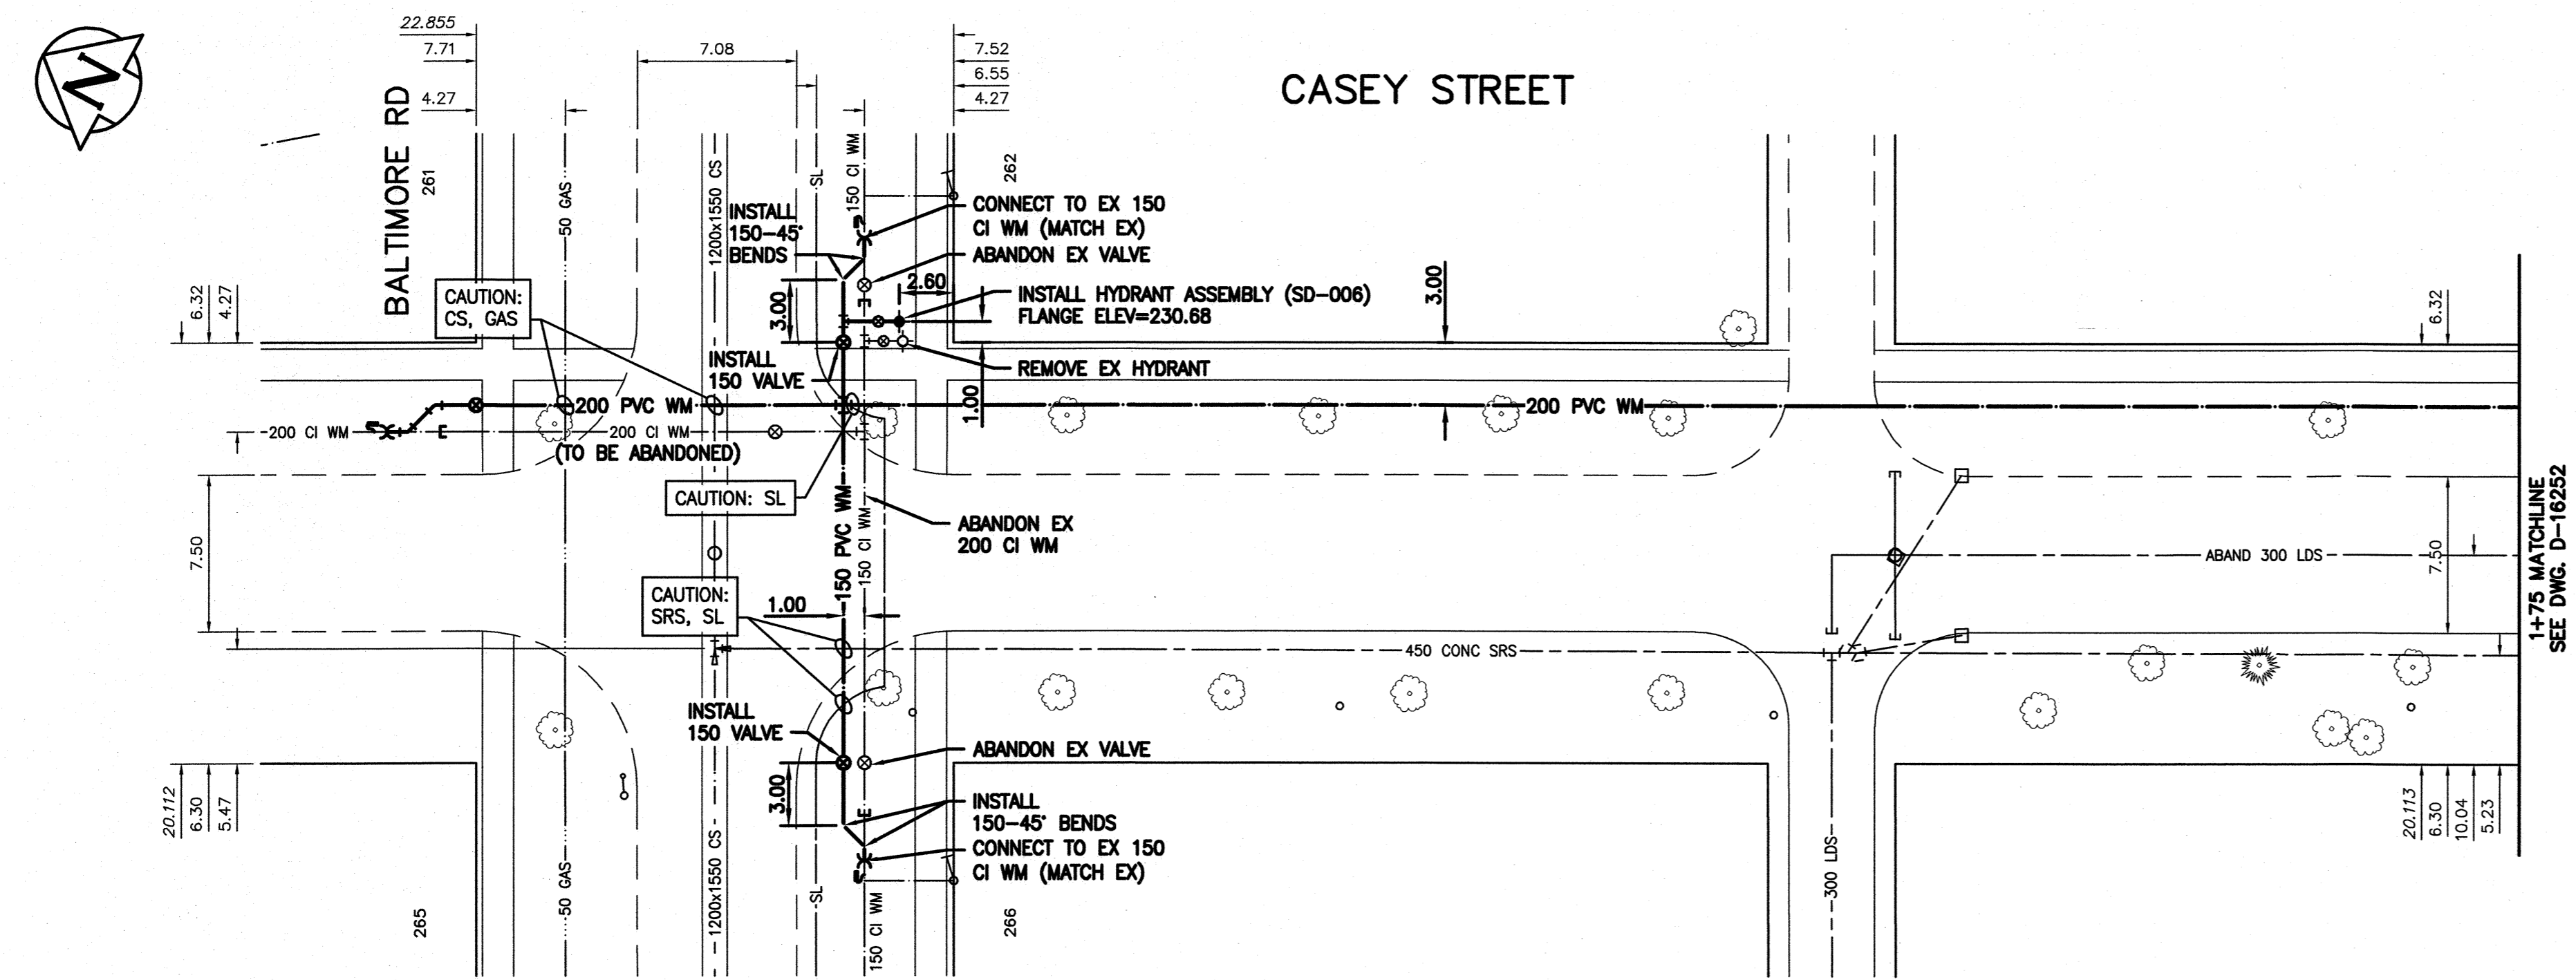 N
22.855
7.71
4.27
7.08
7.52
6.55
4.27
CASEY STREET
BALTIMORE RD
261
262
50 GAS
1200x1550 CS
SL
150 CI WM
INSTALL
150-45°
BENDS
CONNECT TO EX 150
CI WM (MATCH EX)
ABANDON EX VALVE
2.60
INSTALL HYDRANT ASSEMBLY (SD-006)
FLANGE ELEV=230.68
3.00
3.00
6.32
4.27
6.32
CAUTION:
CS, GAS
INSTALL
150 VALVE
REMOVE EX HYDRANT
1.00
200 PVC WM
200 PVC WM
200 CI WM
200 CI WM
(TO BE ABANDONED)
CAUTION: SL
150 PVC WM
150 CI WM
ABANDON EX
200 CI WM
7.50
ABAND 300 LDS
7.50
1+75 MATCHLINE
SEE DWG. D-16252
CAUTION:
SRS, SL
1.00
450 CONC SRS
INSTALL
150 VALVE
ABANDON EX VALVE
3.00
INSTALL
150-45° BENDS
CONNECT TO EX 150
CI WM (MATCH EX)
20.112
6.30
5.47
20.113
6.30
10.04
5.23
265
50 GAS
1200x1550 CS
SL
150 CI WM
266
300 LDS